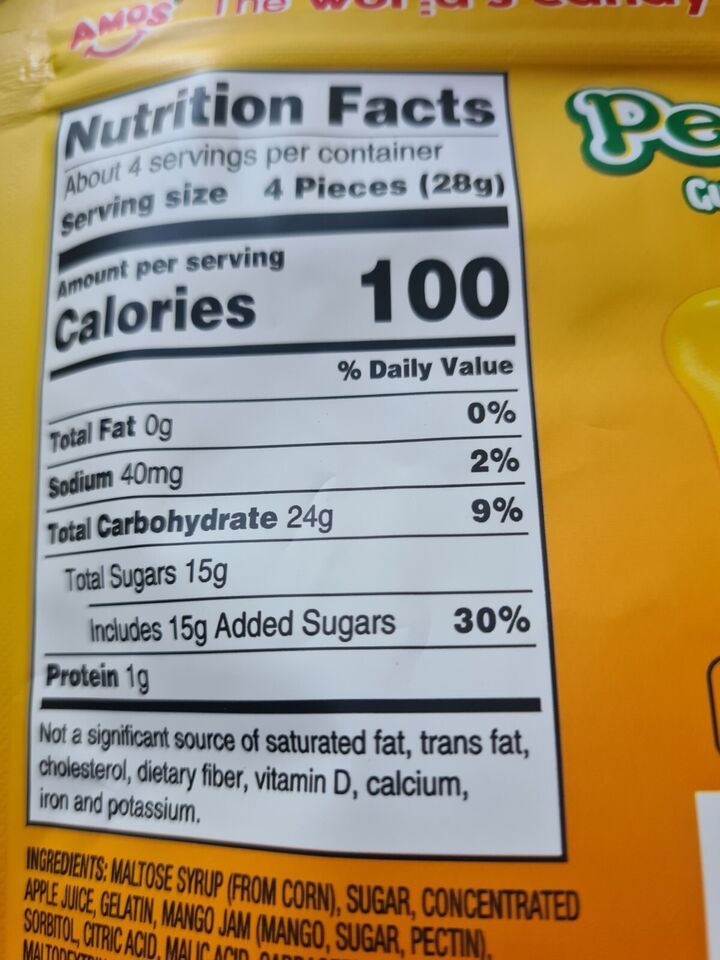 AMOS The World's Candy
Pe
Nutrition Facts
About 4 servings per container
Serving size 4 Pieces (28g)
Amount per serving
Calories 100
% Daily Value
Total Fat 0g 0%
Sodium 40mg 2%
Total Carbohydrate 24g 9%
Total Sugars 15g
Includes 15g Added Sugars 30%
Protein 1g
Not a significant source of saturated fat, trans fat,
cholesterol, dietary fiber, vitamin D, calcium,
iron and potassium.
INGREDIENTS: MALTOSE SYRUP (FROM CORN), SUGAR, CONCENTRATED
APPLE JUICE, GELATIN, MANGO JAM (MANGO, SUGAR, PECTIN),
SORBITOL, CITRIC ACID, MALIC ACID,